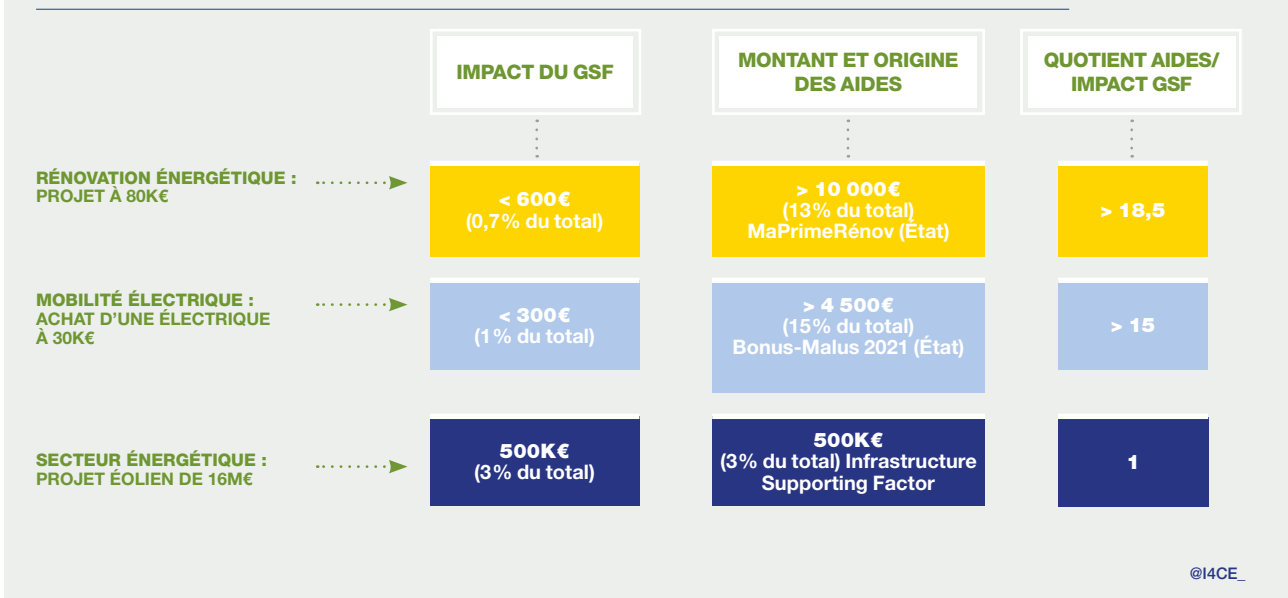 IMPACT DU GSF
MONTANT ET ORIGINE
DES AIDES
QUOTIENT AIDES/
IMPACT GSF
RÉNOVATION ÉNERGÉTIQUE :
PROJET À 80K€
< 600€
(0,7% du total)
> 10 000€
(13% du total)
MaPrimeRénov (État)
> 18,5
MOBILITÉ ÉLECTRIQUE :
ACHAT D'UNE ÉLECTRIQUE
À 30K€
< 300€
(1% du total)
> 4 500€
(15% du total)
Bonus-Malus 2021 (État)
> 15
SECTEUR ÉNERGÉTIQUE :
PROJET ÉOLIEN DE 16M€
500K€
(3% du total)
500K€
(3% du total) Infrastructure
Supporting Factor
1
@I4CE_